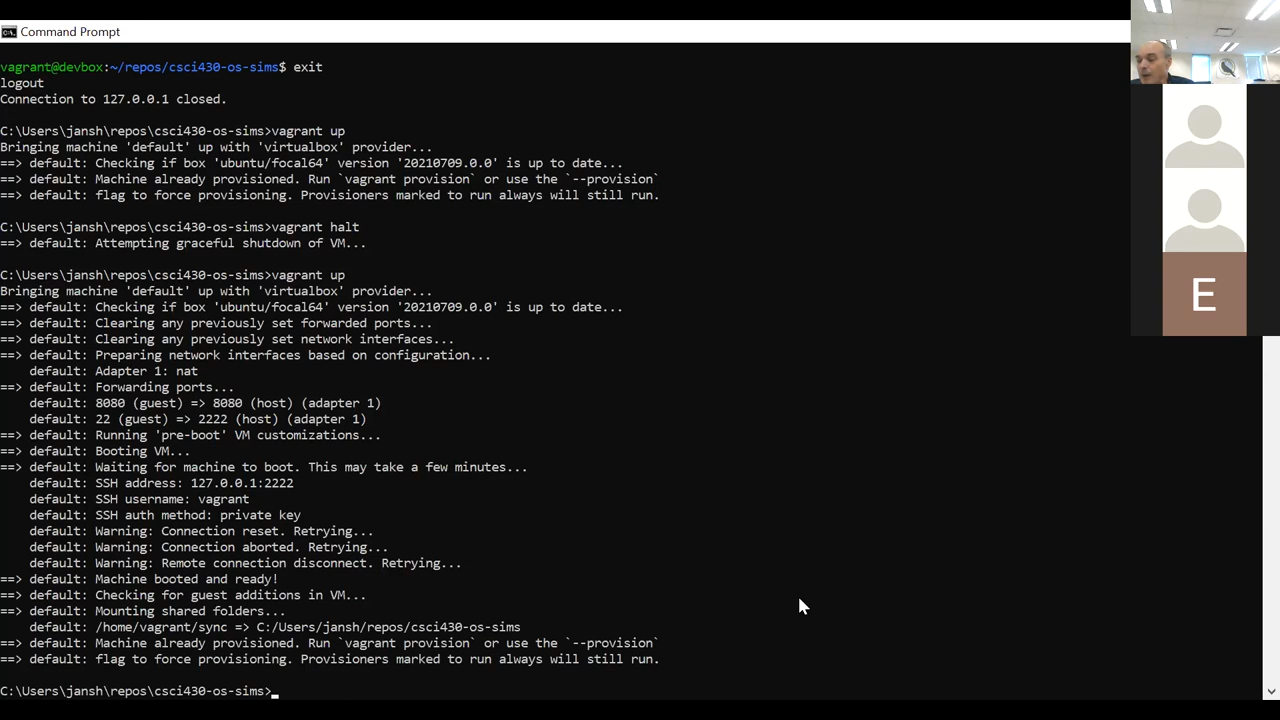 Command Prompt
vagrant@devbox:~/repos/csci430-os-sims$ exit
logout
Connection to 127.0.0.1 closed.
C:\Users\jansh\repos\csci430-os-sims>vagrant up
Bringing machine 'default' up with 'virtualbox' provider...
==> default: Checking if box 'ubuntu/focal64' version '20210709.0.0' is up to date...
==> default: Machine already provisioned. Run `vagrant provision` or use the `--provision`
==> default: flag to force provisioning. Provisioners marked to run always will still run.
C:\Users\jansh\repos\csci430-os-sims>vagrant halt
==> default: Attempting graceful shutdown of VM...
C:\Users\jansh\repos\csci430-os-sims>vagrant up
Bringing machine 'default' up with 'virtualbox' provider...
==> default: Checking if box 'ubuntu/focal64' version '20210709.0.0' is up to date...
==> default: Clearing any previously set forwarded ports...
==> default: Clearing any previously set network interfaces...
==> default: Preparing network interfaces based on configuration...
default: Adapter 1: nat
==> default: Forwarding ports...
default: 8080 (guest) => 8080 (host) (adapter 1)
default: 22 (guest) => 2222 (host) (adapter 1)
==> default: Running 'pre-boot' VM customizations...
==> default: Booting VM...
==> default: Waiting for machine to boot. This may take a few minutes...
default: SSH address: 127.0.0.1:2222
default: SSH username: vagrant
default: SSH auth method: private key
default: Warning: Connection reset. Retrying...
default: Warning: Connection aborted. Retrying...
default: Warning: Remote connection disconnect. Retrying...
==> default: Machine booted and ready!
==> default: Checking for guest additions in VM...
==> default: Mounting shared folders...
default: /home/vagrant/sync => C:/Users/jansh/repos/csci430-os-sims
==> default: Machine already provisioned. Run `vagrant provision` or use the `--provision`
==> default: flag to force provisioning. Provisioners marked to run always will still run.
C:\Users\jansh\repos\csci430-os-sims>
E